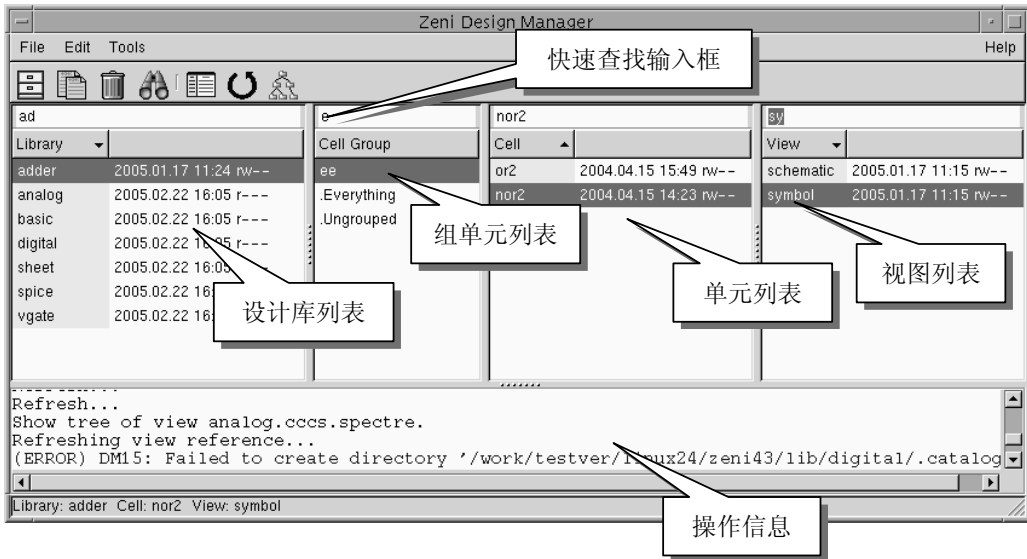 Zeni Design Manager
File Edit Tools Help
快速查找输入框
ad e nor2 sy
Library Cell Group Cell View
adder 2005.01.17 11:24 rw-- ee or2 2004.04.15 15:49 rw-- schematic 2005.01.17 11:15 rw--
analog 2005.02.22 16:05 r--- .Everything nor2 2004.04.15 14:23 rw-- symbol 2005.01.17 11:15 rw--
basic 2005.02.22 16:05 r--- .Ungrouped
digital 2005.02.22 16:05 r---
sheet 2005.02.22 16:05
spice 2005.02.22
vgate 2005.02.22
组单元列表
单元列表
视图列表
设计库列表
Refresh...
Show tree of view analog.cccs.spectre.
Refreshing view reference...
(ERROR) DM15: Failed to create directory '/work/testver/linux24/zeni43/lib/digital/.catalog
Library: adder Cell: nor2 View: symbol
操作信息